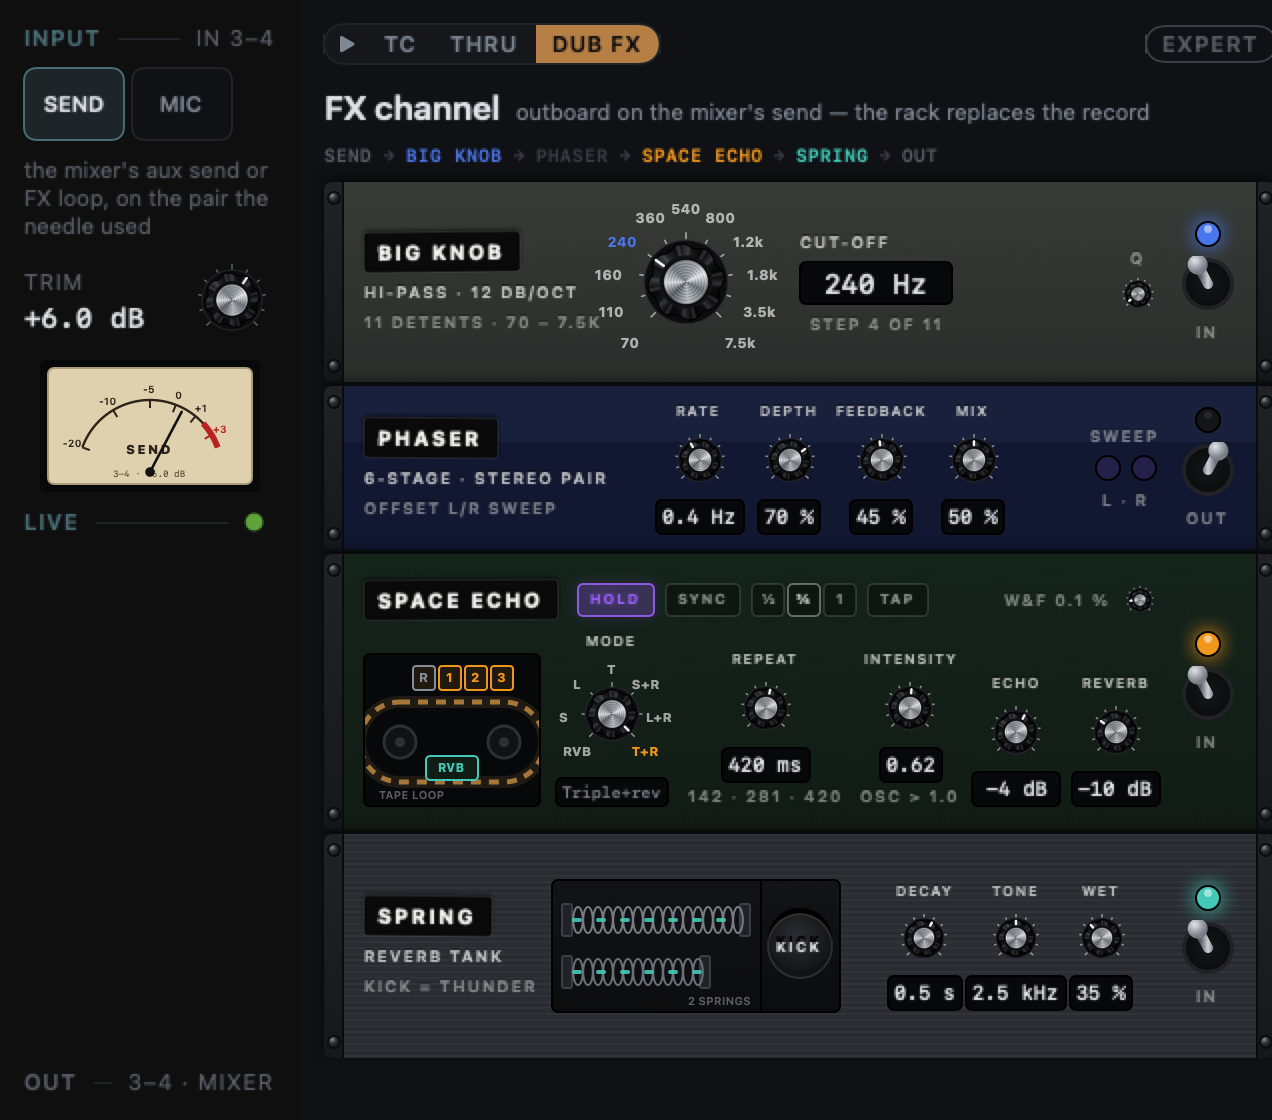 INPUT IN 3–4
SEND MIC
the mixer's aux send or
FX loop, on the pair the
needle used
TRIM
+6.0 dB
-20 -10 -5 0 +1 +3
SEND
LIVE
OUT 3–4 · MIXER
TC THRU DUB FX
EXPERT
FX channel outboard on the mixer's send — the rack replaces the record
SEND → BIG KNOB → PHASER → SPACE ECHO → SPRING → OUT
BIG KNOB
HI-PASS · 12 DB/OCT
11 DETENTS · 70 – 7.5K
70 110 160 240 360 540 800 1.2k 1.8k 3.5k 7.5k
CUT-OFF
240 Hz
STEP 4 OF 11
Q
IN
PHASER
6-STAGE · STEREO PAIR
OFFSET L/R SWEEP
RATE DEPTH FEEDBACK MIX
0.4 Hz 70 % 45 % 50 %
SWEEP
L · R
OUT
SPACE ECHO
HOLD SYNC ½ ¾ 1 TAP
W&F 0.1 %
R 1 2 3
RVB
TAPE LOOP
MODE
RVB S L T S+R L+R T+R
Triple+rev
REPEAT
420 ms
142 · 281 · 420
INTENSITY
0.62
OSC > 1.0
ECHO
−4 dB
REVERB
−10 dB
IN
SPRING
REVERB TANK
KICK = THUNDER
2 SPRINGS
KICK
DECAY TONE WET
0.5 s 2.5 kHz 35 %
IN